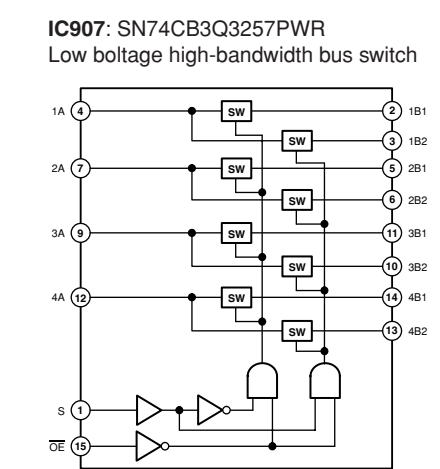 IC907: SN74CB3Q3257PWR
Low boltage high-bandwidth bus switch
1A 4 SW 2 1B1
SW 3 1B2
2A 7 SW 5 2B1
SW 6 2B2
3A 9 SW 11 3B1
SW 10 3B2
4A 12 SW 14 4B1
SW 13 4B2
S 1
OE 15